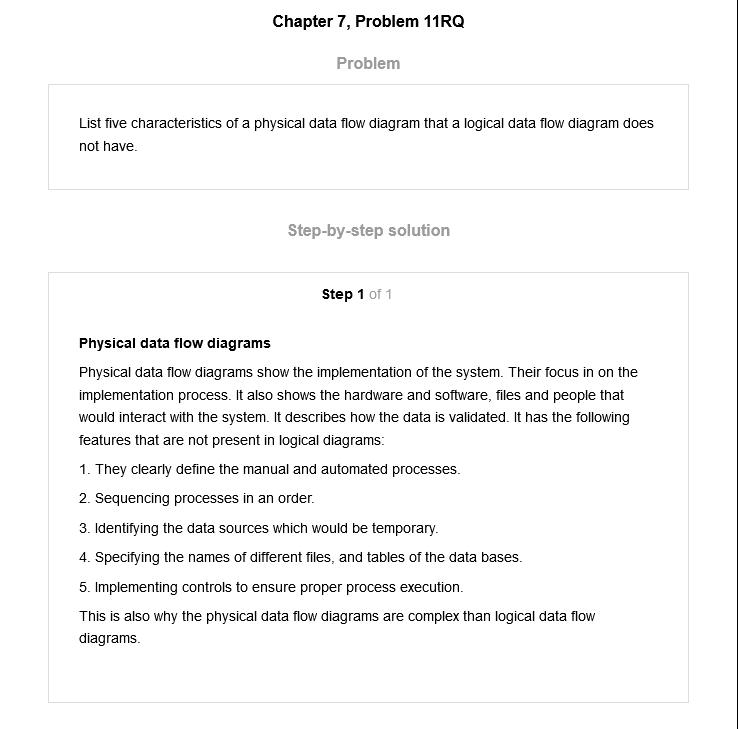 Chapter 7, Problem 11RQ
Problem
List five characteristics of a physical data flow diagram that a logical data flow diagram does
not have.
Step-by-step solution
Step 1 of 1
Physical data flow diagrams
Physical data flow diagrams show the implementation of the system. Their focus in on the
implementation process. It also shows the hardware and software, files and people that
would interact with the system. It describes how the data is validated. It has the following
features that are not present in logical diagrams:
1. They clearly define the manual and automated processes.
2. Sequencing processes in an order.
3. Identifying the data sources which would be temporary.
4. Specifying the names of different files, and tables of the data bases.
5. Implementing controls to ensure proper process execution.
This is also why the physical data flow diagrams are complex than logical data flow
diagrams.